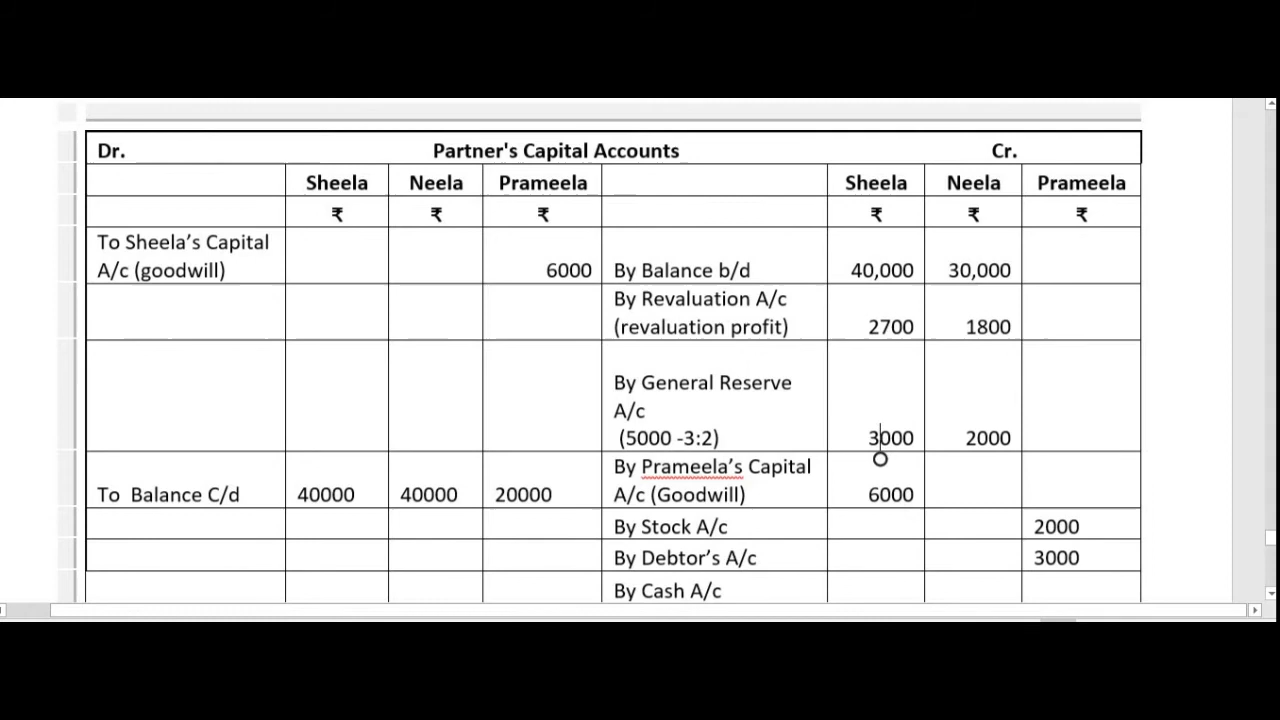 Dr. Partner's Capital Accounts Cr.
Sheela Neela Prameela Sheela Neela Prameela
₹ ₹ ₹ ₹ ₹ ₹
To Sheela’s Capital
A/c (goodwill) 6000 By Balance b/d 40,000 30,000
By Revaluation A/c
(revaluation profit) 2700 1800
By General Reserve
A/c
(5000 -3:2) 3000 2000
By Prameela’s Capital
To Balance C/d 40000 40000 20000 A/c (Goodwill) 6000
By Stock A/c 2000
By Debtor’s A/c 3000
By Cash A/c